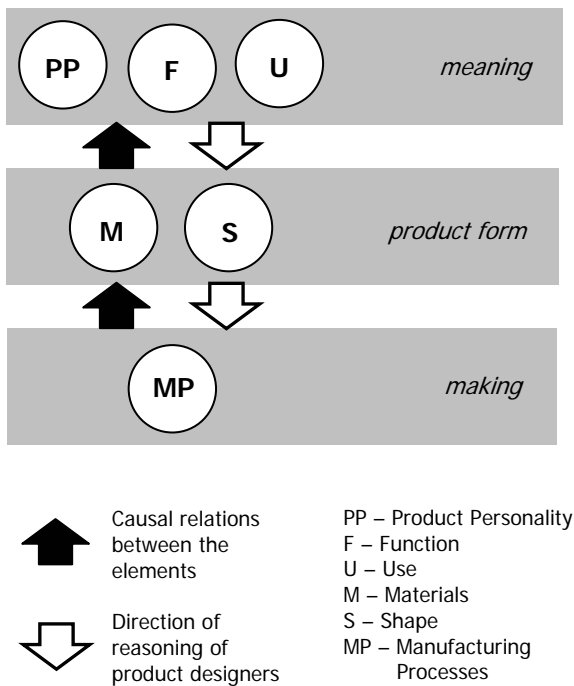 PP F U meaning
M S product form
MP making
Causal relations
between the
elements
Direction of
reasoning of
product designers
PP – Product Personality
F – Function
U – Use
M – Materials
S – Shape
MP – Manufacturing
Processes